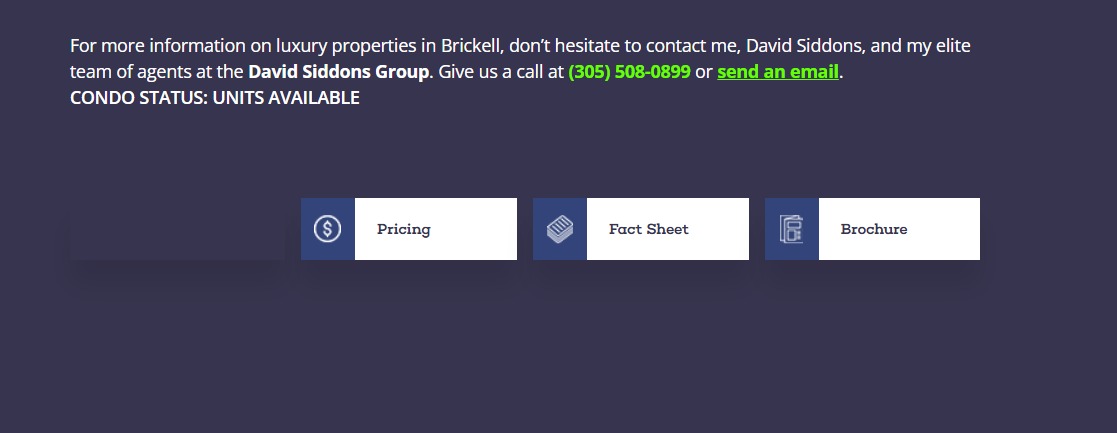 For more information on luxury properties in Brickell, don’t hesitate to contact me, David Siddons, and my elite
team of agents at the David Siddons Group. Give us a call at (305) 508-0899 or send an email.
CONDO STATUS: UNITS AVAILABLE
Pricing
Fact Sheet
Brochure